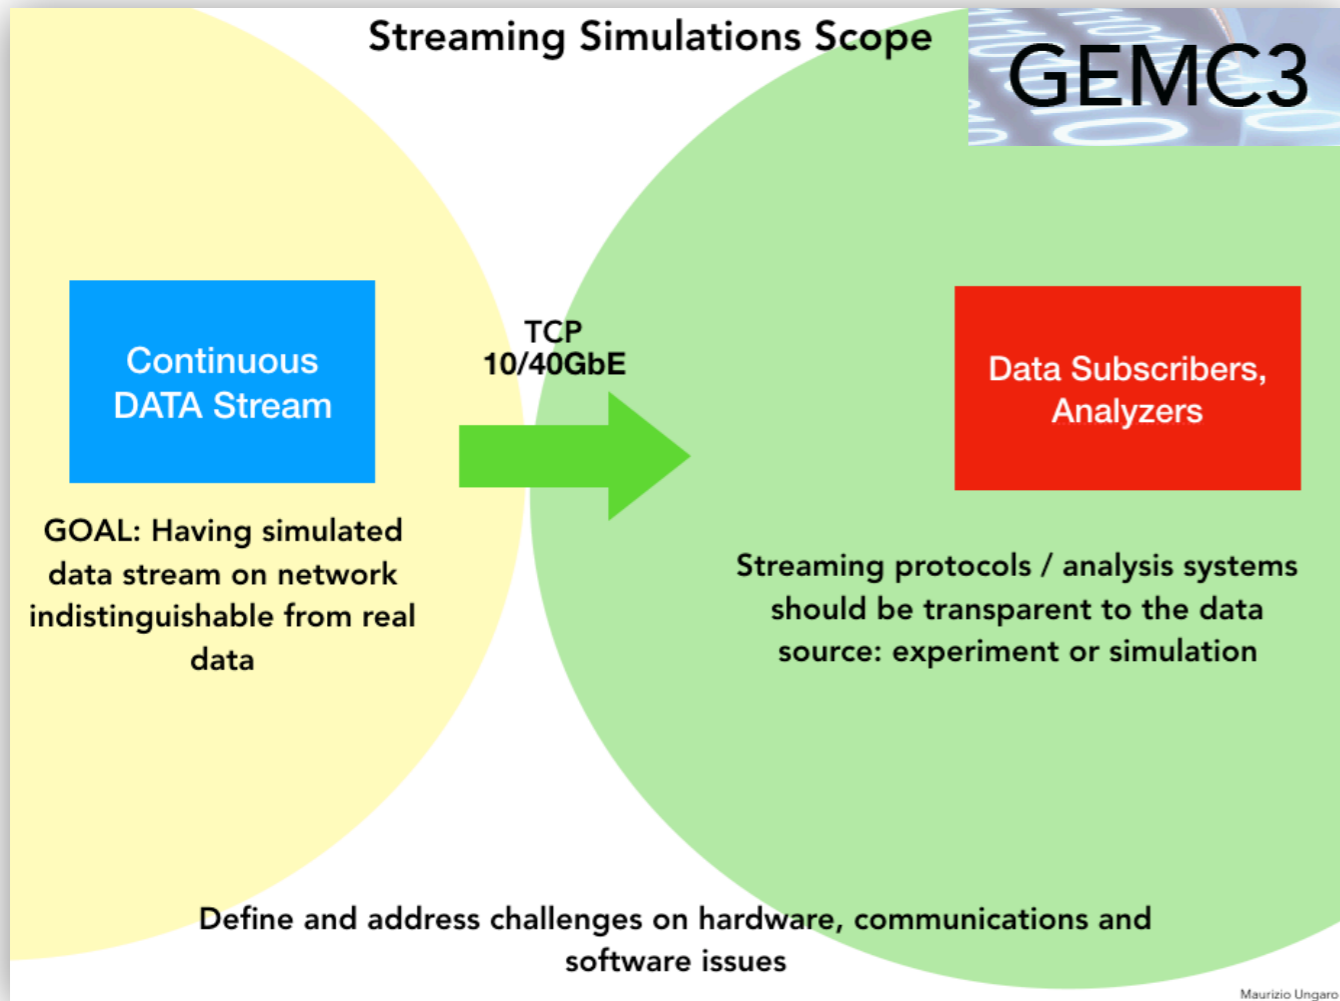 Streaming Simulations Scope
GEMC3
Continuous
DATA Stream
TCP
10/40GbE
Data Subscribers,
Analyzers
GOAL: Having simulated
data stream on network
indistinguishable from real
data
Streaming protocols / analysis systems
should be transparent to the data
source: experiment or simulation
Define and address challenges on hardware, communications and
software issues
Maurizio Ungaro